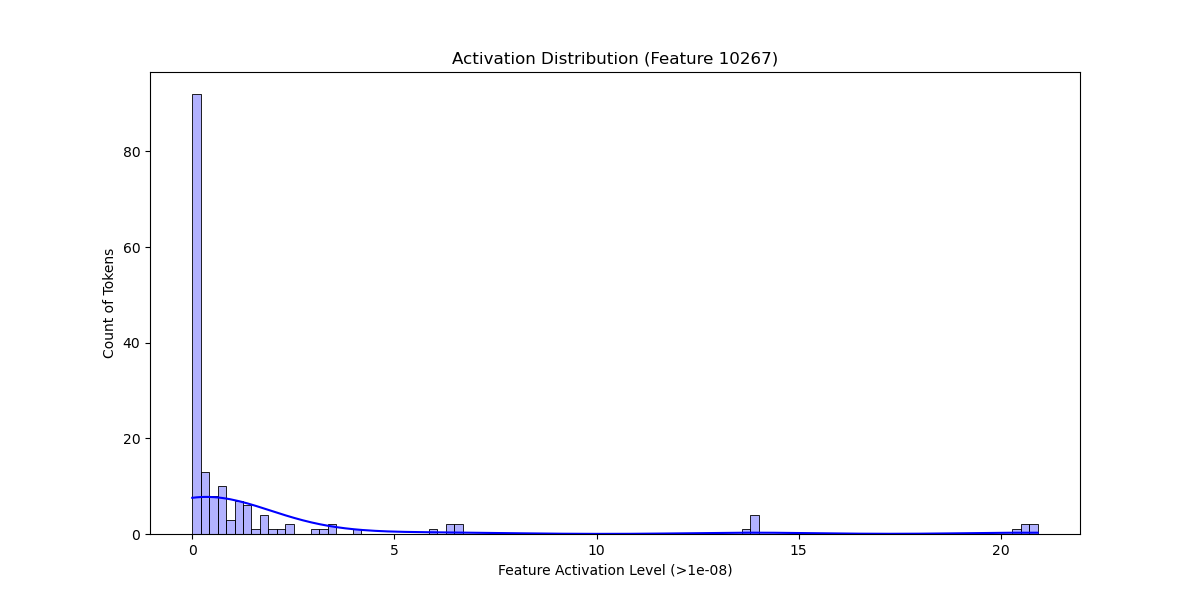 Activation Distribution (Feature 10267)
Count of Tokens
80
60
40
20
0
0 5 10 15 20
Feature Activation Level (>1e-08)